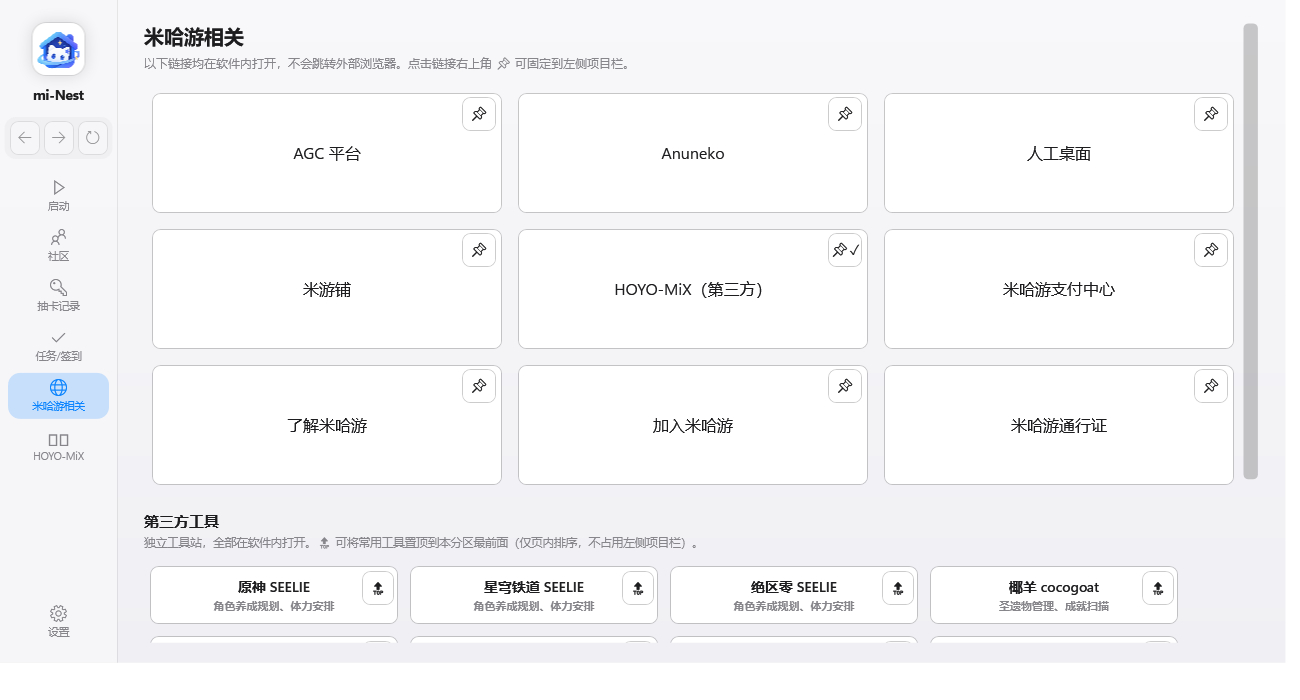 mi-Nest
启动
社区
抽卡记录
任务/签到
米哈游相关
HOYO-MiX
设置
米哈游相关
以下链接均在软件内打开，不会跳转外部浏览器。点击链接右上角 可固定到左侧项目栏。
AGC 平台
Anuneko
人工桌面
米游铺
HOYO-MiX（第三方）
米哈游支付中心
了解米哈游
加入米哈游
米哈游通行证
第三方工具
独立工具站，全部在软件内打开。 TOP 可将常用工具置顶到本分区最前面（仅页内排序，不占用左侧项目栏）。
原神 SEELIE
角色养成规划、体力安排
TOP
星穹铁道 SEELIE
角色养成规划、体力安排
TOP
绝区零 SEELIE
角色养成规划、体力安排
TOP
椰羊 cocogoat
圣遗物管理、成就扫描
TOP